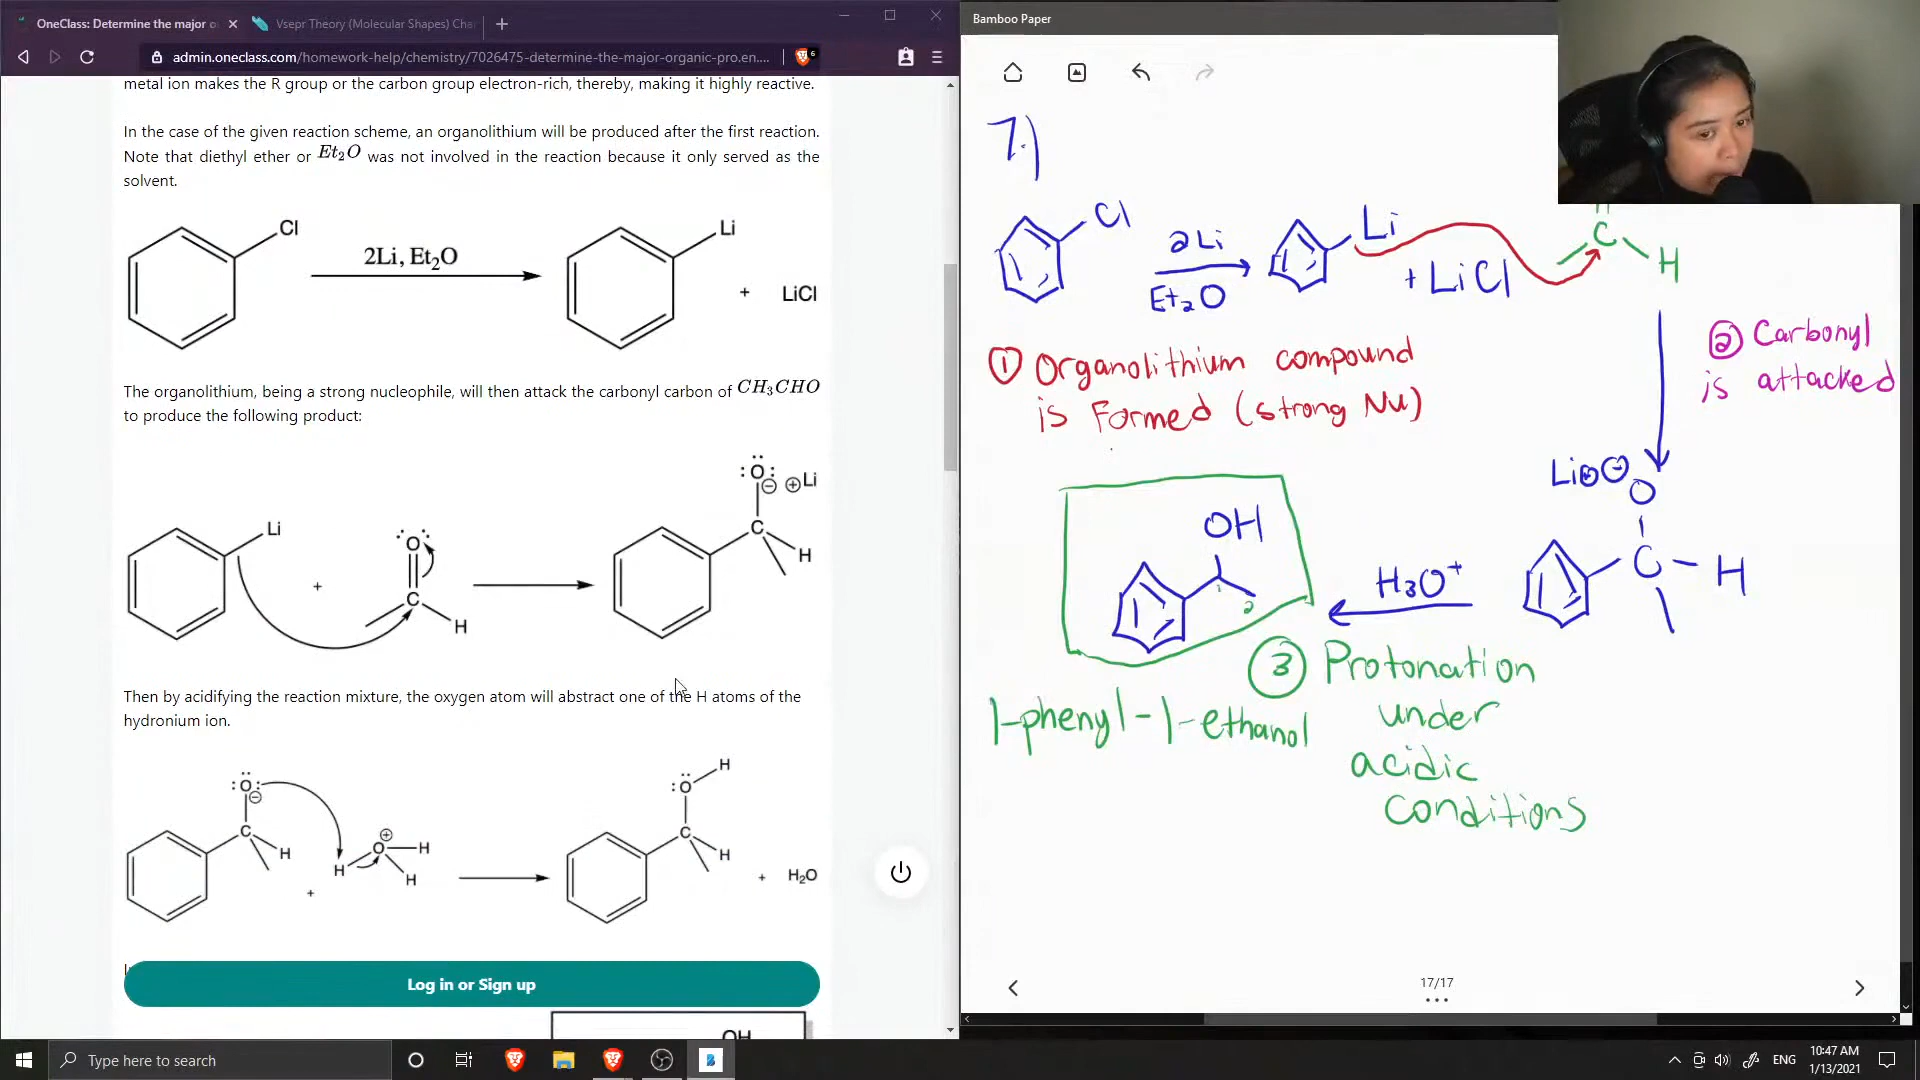 OneClass: Determine the major o
Vsepr Theory (Molecular Shapes) Cha
admin.oneclass.com/homework-help/chemistry/7026475-determine-the-major-organic-pro.en....
6
metal ion makes the R group or the carbon group electron-rich, thereby, making it highly reactive.
In the case of the given reaction scheme, an organolithium will be produced after the first reaction.
Note that diethyl ether or Et₂O was not involved in the reaction because it only served as the
solvent.
Cl
2Li, Et₂O
Li
+ LiCl
The organolithium, being a strong nucleophile, will then attack the carbonyl carbon of CH₃CHO
to produce the following product:
Li
+
O
C
H
O ⊖ ⊕Li
C
H
Then by acidifying the reaction mixture, the oxygen atom will abstract one of the H atoms of the
hydronium ion.
O ⊖
C
H
+
H
O ⊕
H
H
H
O
C
H
+ H₂O
Log in or Sign up
OH
Bamboo Paper
7.)
Cl
2Li
Et₂O
Li
+ LiCl
C
H
① Organolithium compound
is Formed (strong Nu)
② Carbonyl
is attacked
Li⊕⊖
O
C - H
H₃O⁺
OH
1
2
③ Protonation
under
acidic
conditions
1-phenyl-1-ethanol
17/17
Type here to search
ENG
10:47 AM
1/13/2021